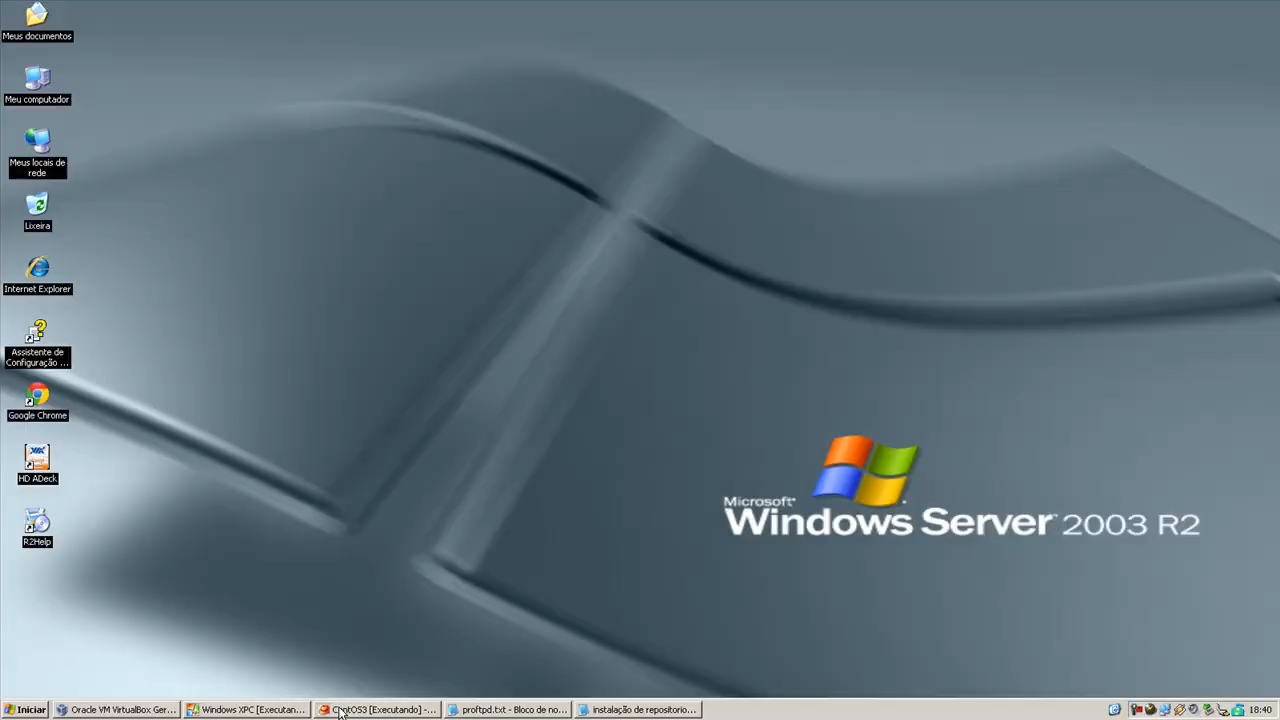 Meus documentos
Meu computador
Meus locais de
rede
Lixeira
Internet Explorer
Assistente de
Configuração ...
Google Chrome
HD ADeck
R2Help
Microsoft
Windows Server 2003 R2
Iniciar
Oracle VM VirtualBox Ger...
Windows XPC [Executan...
CentOS3 [Executando] -...
proftpd.txt - Bloco de no...
instalação de repositorio...
18:40